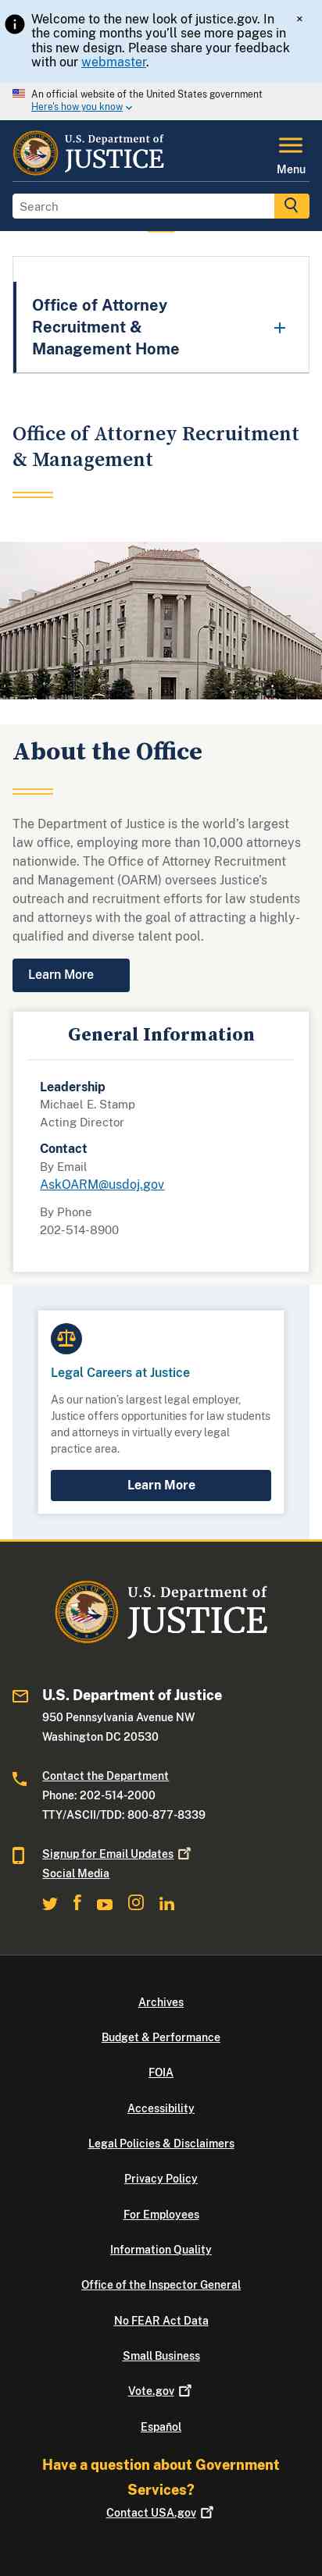 Welcome to the new look of justice.gov. In
the coming months you'll see more pages in
this new design. Please share your feedback
with our webmaster.
×
An official website of the United States government
Here's how you know
U.S. Department of
JUSTICE
Menu
Search
Office of Attorney
Recruitment &
Management Home
+
Office of Attorney Recruitment
& Management
About the Office
The Department of Justice is the world's largest
law office, employing more than 10,000 attorneys
nationwide. The Office of Attorney Recruitment
and Management (OARM) oversees Justice's
outreach and recruitment efforts for law students
and attorneys with the goal of attracting a highly-
qualified and diverse talent pool.
Learn More
General Information
Leadership
Michael E. Stamp
Acting Director
Contact
By Email
AskOARM@usdoj.gov
By Phone
202-514-8900
Legal Careers at Justice
As our nation's largest legal employer,
Justice offers opportunities for law students
and attorneys in virtually every legal
practice area.
Learn More
U.S. Department of
JUSTICE
U.S. Department of Justice
950 Pennsylvania Avenue NW
Washington DC 20530
Contact the Department
Phone: 202-514-2000
TTY/ASCII/TDD: 800-877-8339
Signup for Email Updates
Social Media
Archives
Budget & Performance
FOIA
Accessibility
Legal Policies & Disclaimers
Privacy Policy
For Employees
Information Quality
Office of the Inspector General
No FEAR Act Data
Small Business
Vote.gov
Español
Have a question about Government
Services?
Contact USA.gov